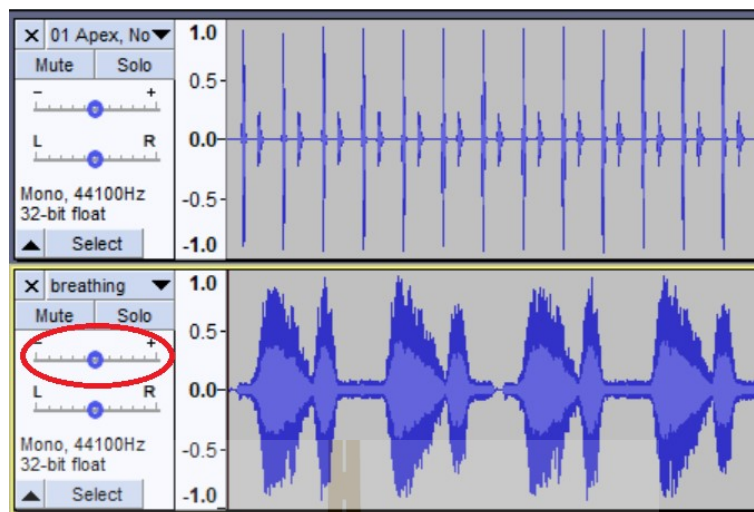 01 Apex, No
Mute Solo
- +
L R
Mono, 44100Hz
32-bit float
Select
1.0
0.5-
0.0-
-0.5-
-1.0
breathing
Mute Solo
- +
L R
Mono, 44100Hz
32-bit float
Select
1.0
0.5-
0.0-
-0.5-
-1.0